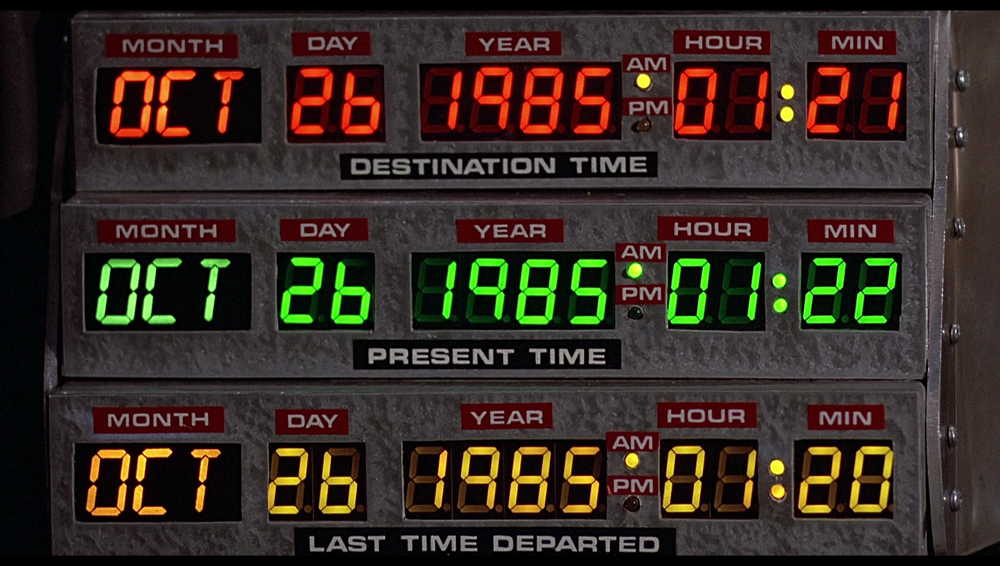 MONTH DAY YEAR HOUR MIN
AM
OCT 26 1985 01:21
PM
DESTINATION TIME
MONTH DAY YEAR HOUR MIN
AM
OCT 26 1985 01:22
PM
PRESENT TIME
MONTH DAY YEAR HOUR MIN
AM
OCT 26 1985 01:20
PM
LAST TIME DEPARTED